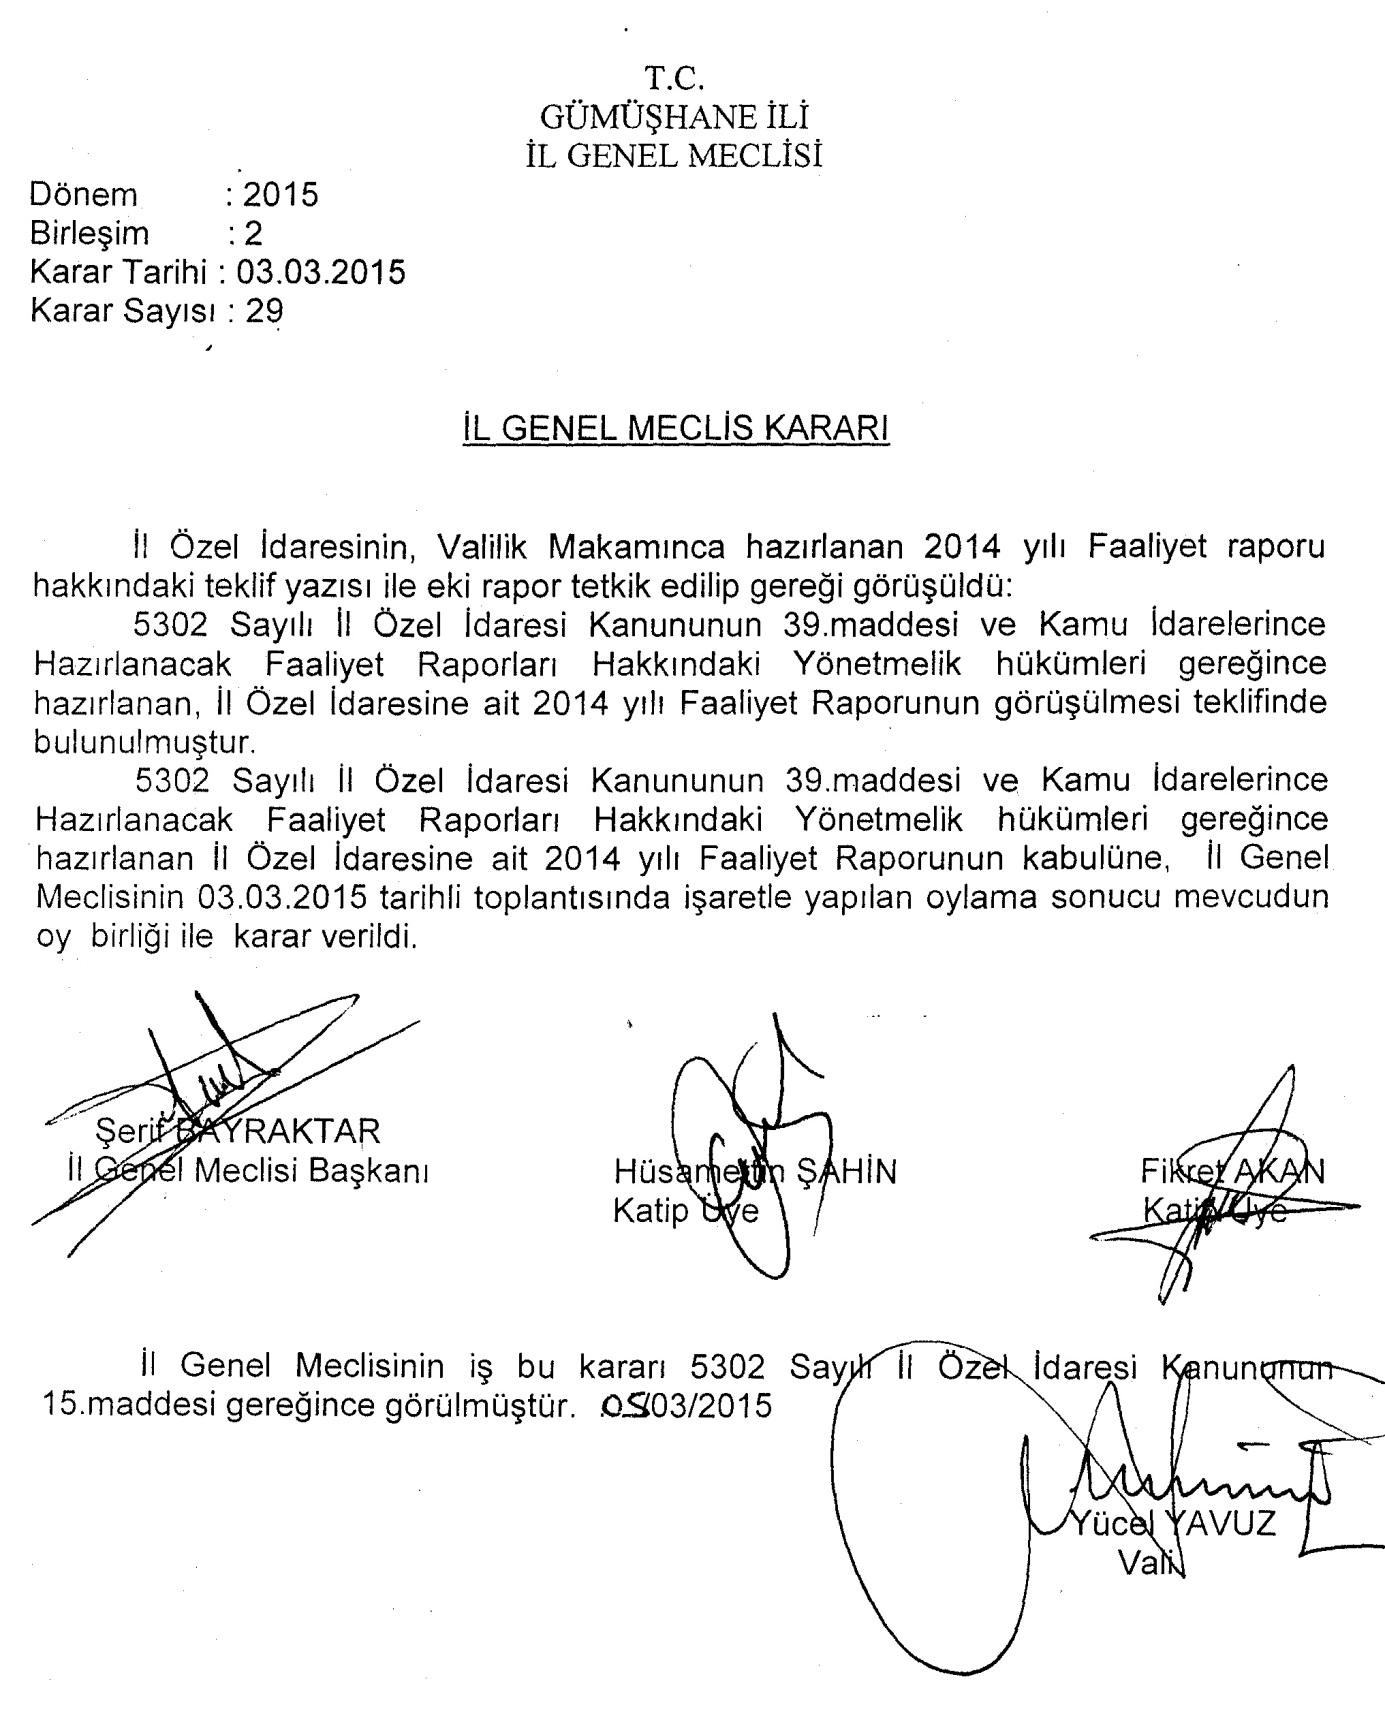 T.C.
GÜMÜŞHANE İLİ
İL GENEL MECLİSİ
Dönem : 2015
Birleşim : 2
Karar Tarihi : 03.03.2015
Karar Sayısı : 29
İL GENEL MECLİS KARARI
İl Özel İdaresinin, Valilik Makamınca hazırlanan 2014 yılı Faaliyet raporu
hakkındaki teklif yazısı ile eki rapor tetkik edilip gereği görüşüldü:
5302 Sayılı İl Özel İdaresi Kanununun 39.maddesi ve Kamu İdarelerince
Hazırlanacak Faaliyet Raporları Hakkındaki Yönetmelik hükümleri gereğince
hazırlanan, İl Özel İdaresine ait 2014 yılı Faaliyet Raporunun görüşülmesi teklifinde
bulunulmuştur.
5302 Sayılı İl Özel İdaresi Kanununun 39.maddesi ve Kamu İdarelerince
Hazırlanacak Faaliyet Raporları Hakkındaki Yönetmelik hükümleri gereğince
hazırlanan İl Özel İdaresine ait 2014 yılı Faaliyet Raporunun kabulüne, İl Genel
Meclisinin 03.03.2015 tarihli toplantısında işaretle yapılan oylama sonucu mevcudun
oy birliği ile karar verildi.
Şerif BAYRAKTAR
İl Genel Meclisi Başkanı
Hüsamettin ŞAHİN
Katip Üye
Fikret AKAN
Katip Üye
İl Genel Meclisinin iş bu kararı 5302 Sayılı İl Özel İdaresi Kanununun
15.maddesi gereğince görülmüştür. 05/03/2015
Yücel YAVUZ
Vali